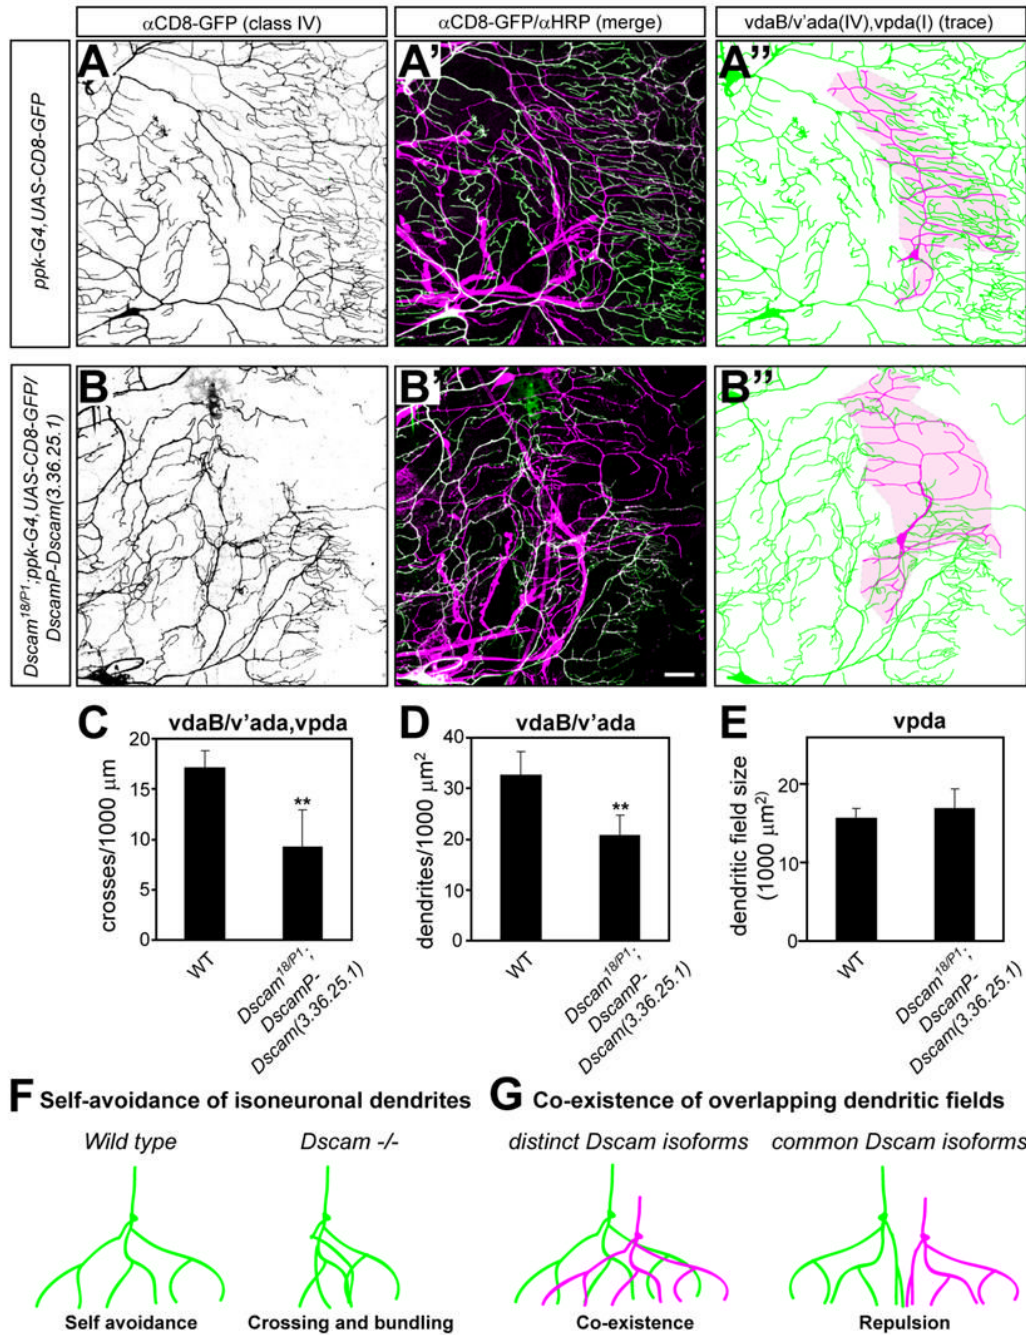 αCD8-GFP (class IV)
αCD8-GFP/αHRP (merge)
vdaB/v'ada(IV),vpda(I) (trace)
ppk-G4,UAS-CD8-GFP
A
A'
A''
Dscam18/P1;ppk-G4,UAS-CD8-GFP/
DscamP-Dscam(3.36.25.1)
B
B'
B''
C
vdaB/v'ada,vpda
crosses/1000 μm
20
15
10
5
0
**
WT
Dscam18/P1;
DscamP-
Dscam(3.36.25.1)
D
vdaB/v'ada
dendrites/1000 μm2
40
30
20
10
0
**
WT
Dscam18/P1;
DscamP-
Dscam(3.36.25.1)
E
vpda
dendritic field size
(1000 μm2)
20
10
0
WT
Dscam18/P1;
DscamP-
Dscam(3.36.25.1)
F Self-avoidance of isoneuronal dendrites
Wild type
Dscam -/-
Self avoidance
Crossing and bundling
G Co-existence of overlapping dendritic fields
distinct Dscam isoforms
common Dscam isoforms
Co-existence
Repulsion